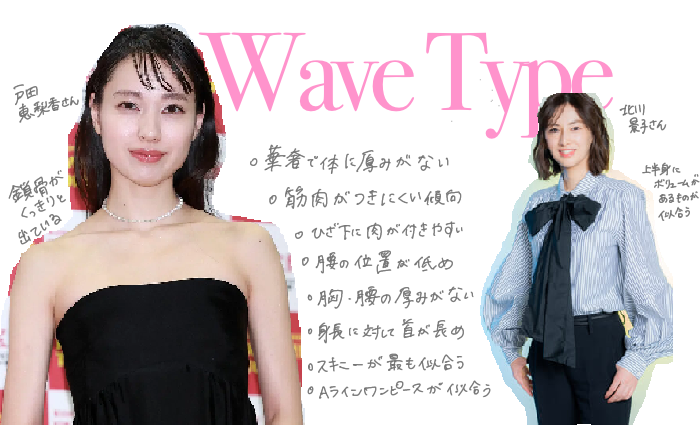 Wave Type
戸田
恵梨香さん
鎖骨が
くっきりと
出ている
○華奢で体に厚みがない
○筋肉がつきにくい傾向
○ひざ下に肉が付きやすい
○腰の位置が低め
○胸・腰の厚みがない
○身長に対して首が長め
○スキニーが最も似合う
○Aラインワンピースが似合う
北川
景子さん
上半身に
ボリュームが
あるものが
似合う